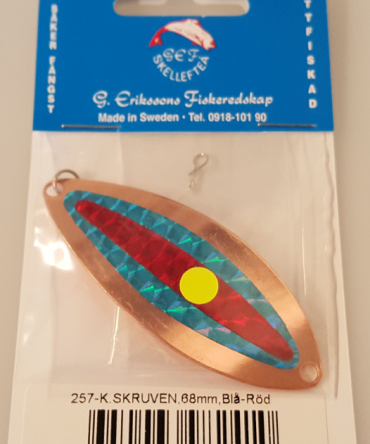 SÄKER FÅNGST
TTFISKAD
GEF
SKELLEFTEÅ
G. Erikssons Fiskeredskap
Made in Sweden • Tel. 0918-101 90
257-K.SKRUVEN,68mm,Blå-Röd